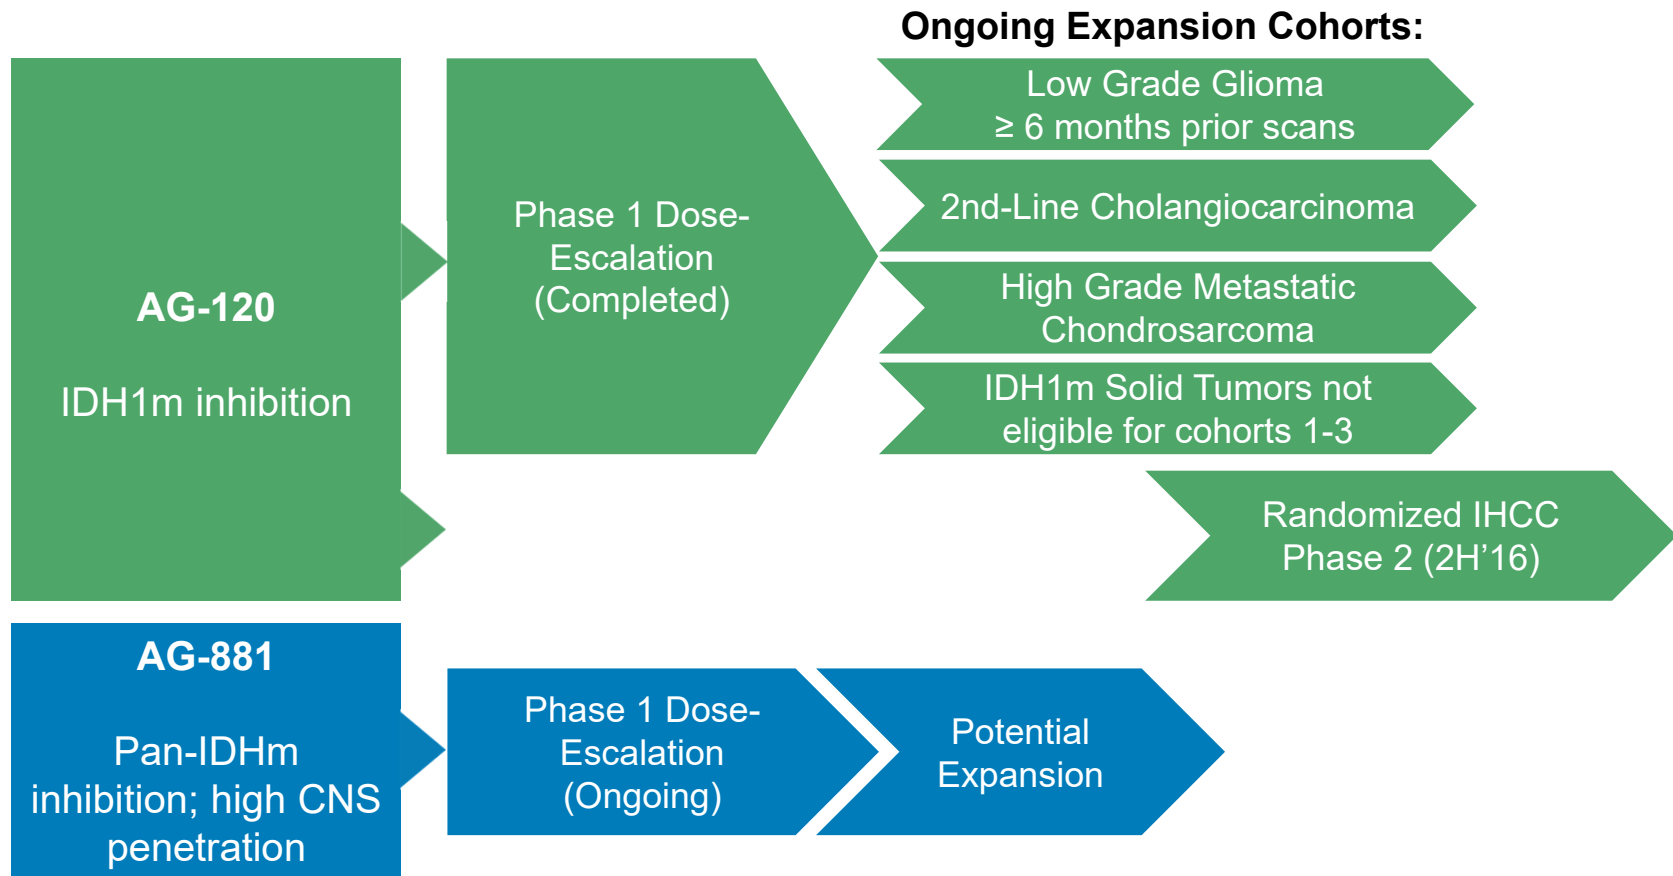 Ongoing Expansion Cohorts:
AG-120
IDH1m inhibition
Phase 1 Dose-
Escalation
(Completed)
Low Grade Glioma
≥ 6 months prior scans
2nd-Line Cholangiocarcinoma
High Grade Metastatic
Chondrosarcoma
IDH1m Solid Tumors not
eligible for cohorts 1-3
Randomized IHCC
Phase 2 (2H’16)
AG-881
Pan-IDHm
inhibition; high CNS
penetration
Phase 1 Dose-
Escalation
(Ongoing)
Potential
Expansion